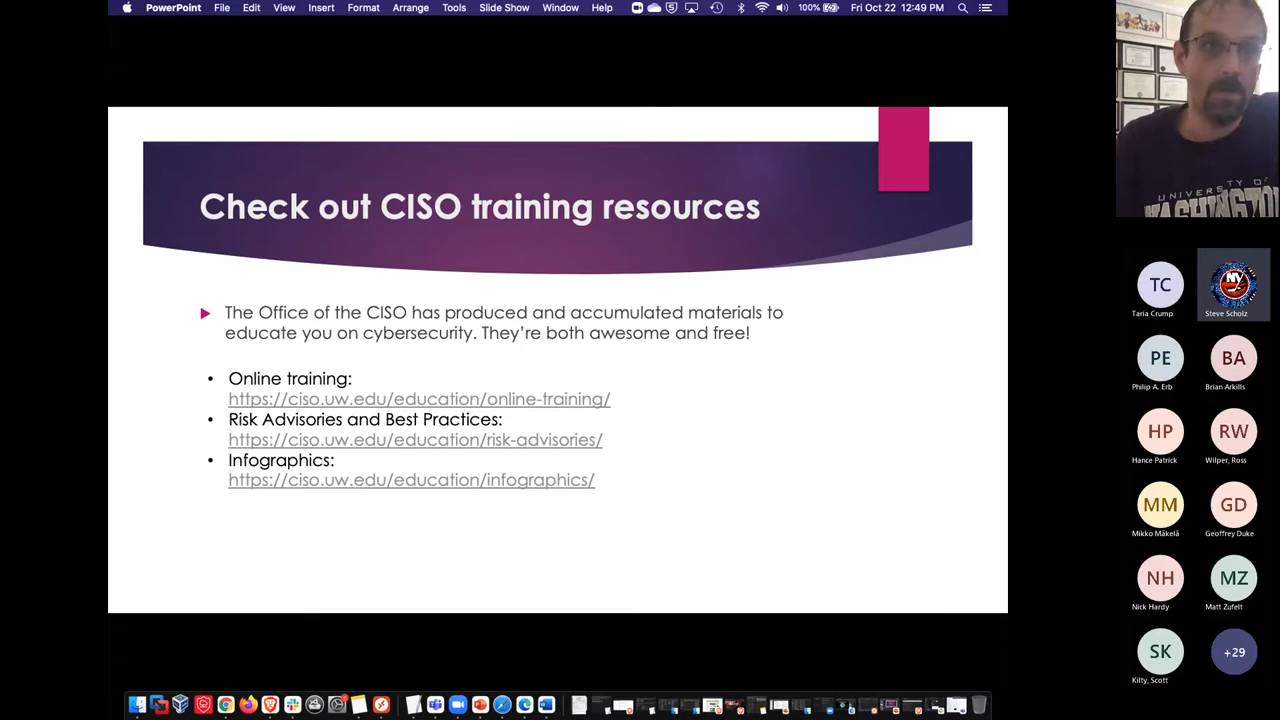 PowerPoint File Edit View Insert Format Arrange Tools Slide Show Window Help 100% Fri Oct 22 12:49 PM
Check out CISO training resources
The Office of the CISO has produced and accumulated materials to
educate you on cybersecurity. They're both awesome and free!
• Online training:
https://ciso.uw.edu/education/online-training/
• Risk Advisories and Best Practices:
https://ciso.uw.edu/education/risk-advisories/
• Infographics:
https://ciso.uw.edu/education/infographics/
UNIVERSITY OF
WASHINGTON
TC
Taria Crump
NY
Steve Scholz
PE
Philip A. Erb
BA
Brian Arkills
HP
Hance Patrick
RW
Wilper, Ross
MM
Mikko Mäkelä
GD
Geoffrey Duke
NH
Nick Hardy
MZ
Matt Zufelt
SK
Kilty, Scott
+29